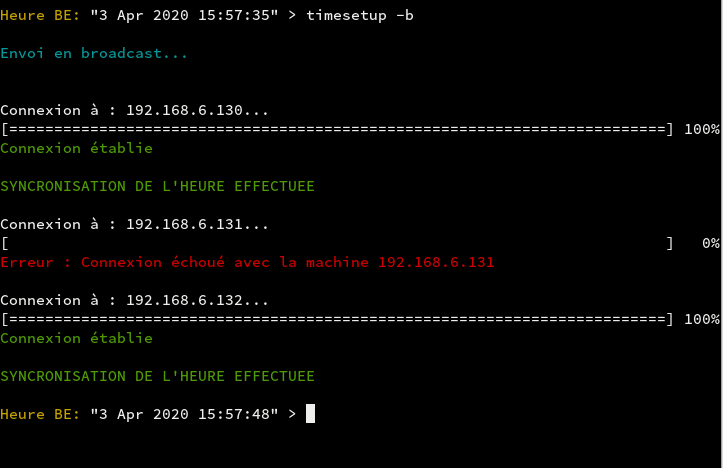 Heure BE: "3 Apr 2020 15:57:35" > timesetup -b
Envoi en broadcast...
Connexion à : 192.168.6.130...
[=========================================================================] 100%
Connexion établie
SYNCRONISATION DE L'HEURE EFFECTUEE
Connexion à : 192.168.6.131...
[                                                                         ]   0%
Erreur : Connexion échoué avec la machine 192.168.6.131
Connexion à : 192.168.6.132...
[=========================================================================] 100%
Connexion établie
SYNCRONISATION DE L'HEURE EFFECTUEE
Heure BE: "3 Apr 2020 15:57:48" >